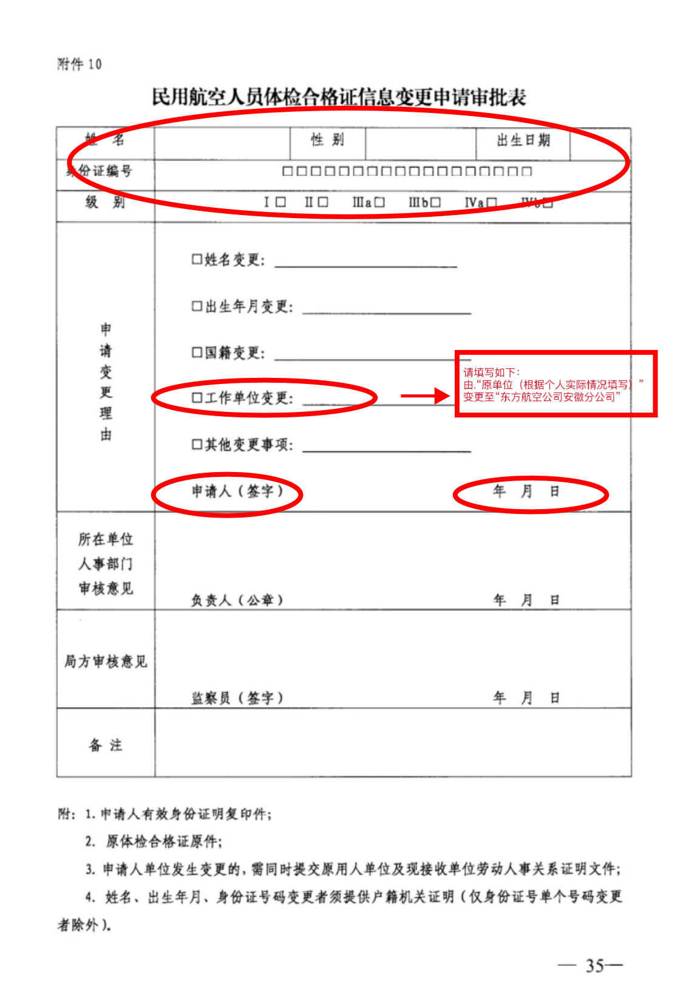 附件 10
民用航空人员体检合格证信息变更申请审批表
姓 名 性 别 出生日期
身份证编号 □□□□□□□□□□□□□□□□□□
级 别 Ⅰ□ Ⅱ□ Ⅲa□ Ⅲb□ Ⅳa□ Ⅳb□
申请变更理由
□姓名变更：
□出生年月变更：
□国籍变更：
□工作单位变更：
请填写如下：
由.“原单位（根据个人实际情况填写）”
变更至“东方航空公司安徽分公司”
□其他变更事项：
申请人（签字） 年 月 日
所在单位
人事部门
审核意见
负责人（公章） 年 月 日
局方审核意见
监察员（签字） 年 月 日
备 注
附：1. 申请人有效身份证明复印件；
2. 原体检合格证原件；
3. 申请人单位发生变更的，需同时提交原用人单位及现接收单位劳动人事关系证明文件；
4. 姓名、出生年月、身份证号码变更者须提供户籍机关证明（仅身份证号单个号码变更
者除外）。
— 35—